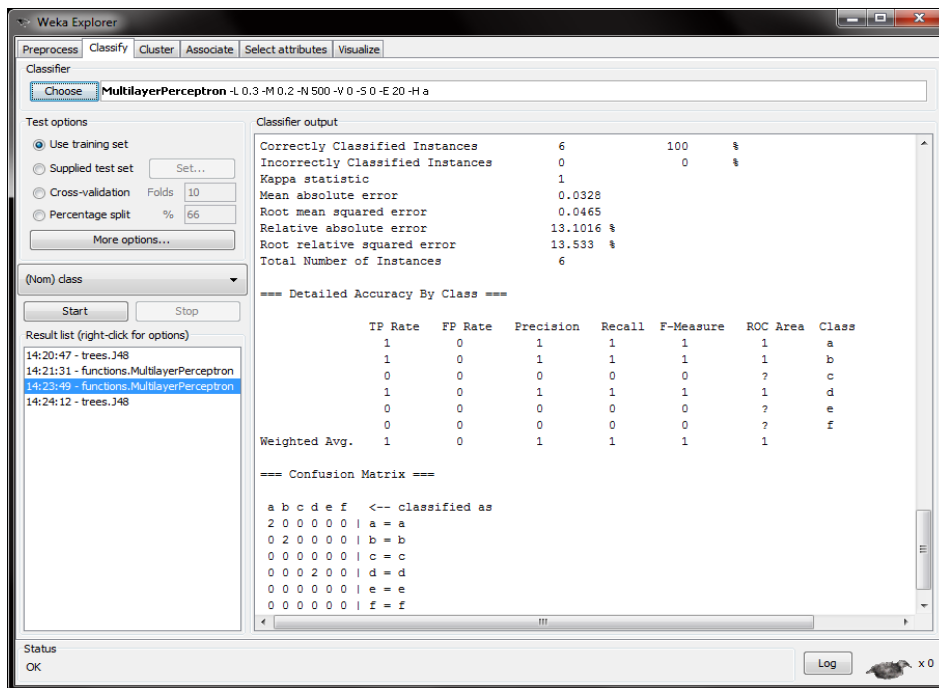 Weka Explorer
Preprocess Classify Cluster Associate Select attributes Visualize
Classifier
Choose MultilayerPerceptron -L 0.3 -M 0.2 -N 500 -V 0 -S 0 -E 20 -H a
Test options
Use training set
Supplied test set Set...
Cross-validation Folds 10
Percentage split % 66
More options...
(Nom) class
Start Stop
Result list (right-click for options)
14:20:47 - trees.J48
14:21:31 - functions.MultilayerPerceptron
14:23:49 - functions.MultilayerPerceptron
14:24:12 - trees.J48
Classifier output
Correctly Classified Instances 6 100 %
Incorrectly Classified Instances 0 0 %
Kappa statistic 1
Mean absolute error 0.0328
Root mean squared error 0.0465
Relative absolute error 13.1016 %
Root relative squared error 13.533 %
Total Number of Instances 6
=== Detailed Accuracy By Class ===
TP Rate FP Rate Precision Recall F-Measure ROC Area Class
1 0 1 1 1 1 a
1 0 1 1 1 1 b
0 0 0 0 0 ? c
1 0 1 1 1 1 d
0 0 0 0 0 ? e
0 0 0 0 0 ? f
Weighted Avg. 1 0 1 1 1 1
=== Confusion Matrix ===
a b c d e f <-- classified as
2 0 0 0 0 0 | a = a
0 2 0 0 0 0 | b = b
0 0 0 0 0 0 | c = c
0 0 0 2 0 0 | d = d
0 0 0 0 0 0 | e = e
0 0 0 0 0 0 | f = f
Status
OK
Log
x 0